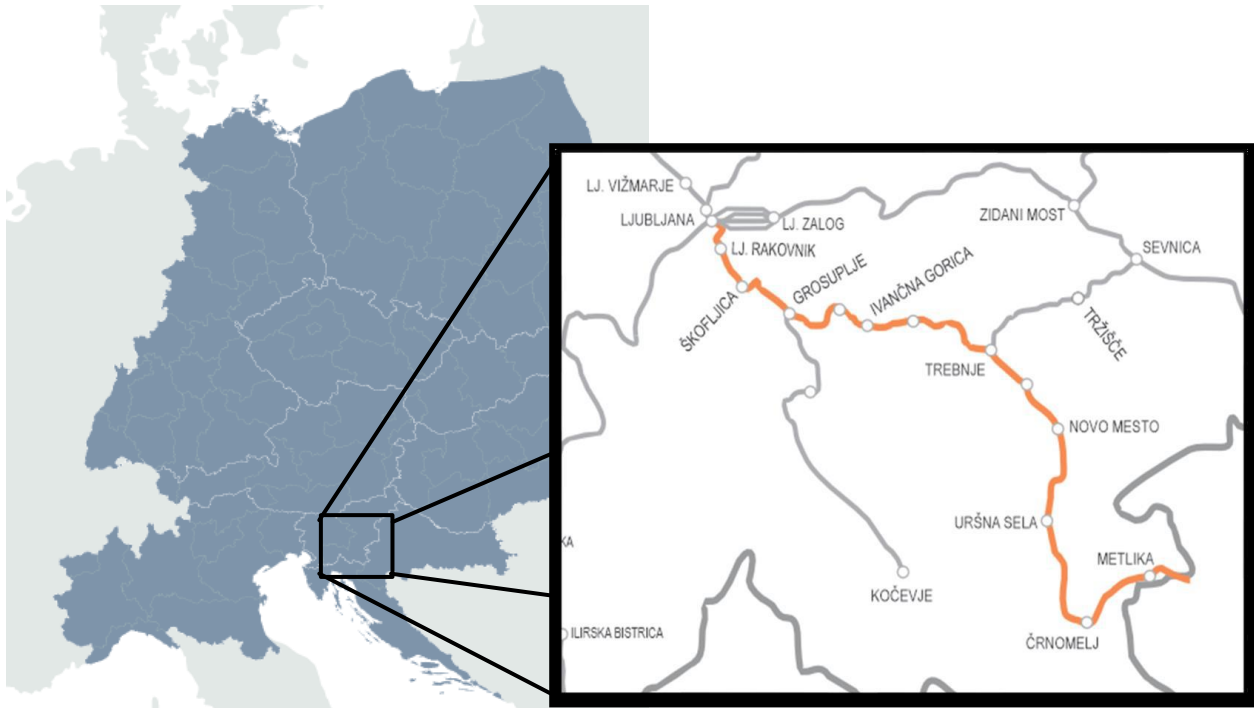 LJ. VIŽMARJE
LJUBLJANA
LJ. ZALOG
ZIDANI MOST
LJ. RAKOVNIK
SEVNICA
ŠKOFLJICA
GROSUPLJE
IVANČNA GORICA
TRŽIŠČE
TREBNJE
NOVO MESTO
URŠNA SELA
KA
METLIKA
KOČEVJE
ILIRSKA BISTRICA
ČRNOMELJ